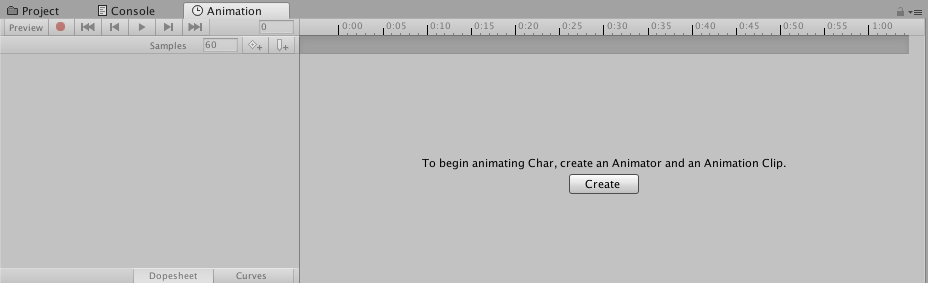 Project Console Animation
Preview 0 0:00 0:05 0:10 0:15 0:20 0:25 0:30 0:35 0:40 0:45 0:50 0:55 1:00
Samples 60
To begin animating Char, create an Animator and an Animation Clip.
Create
Dopesheet Curves